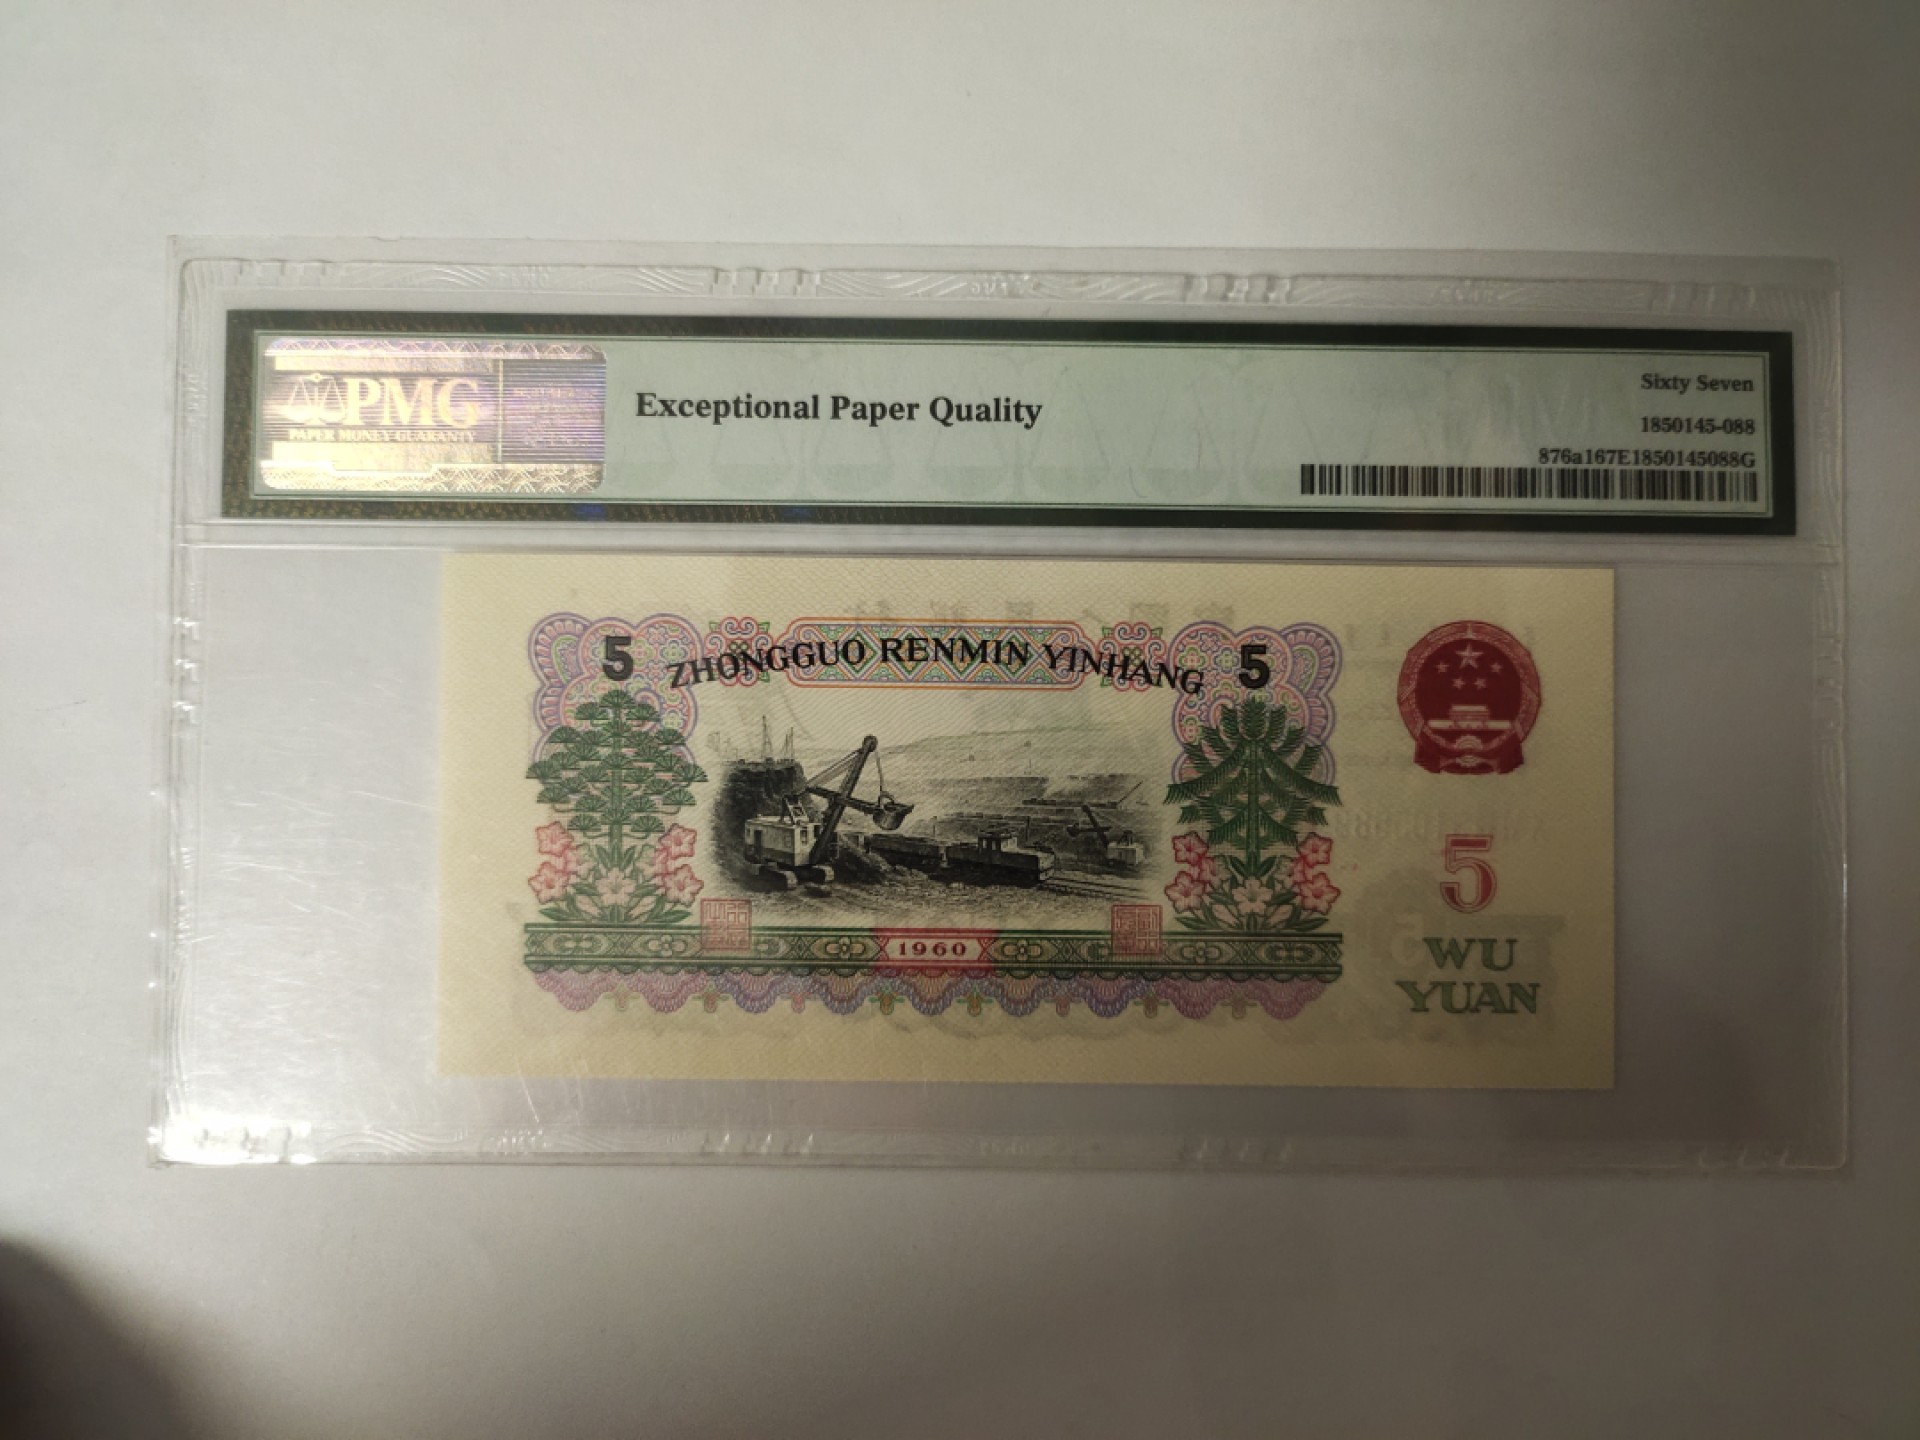 PMG
PAPER MONEY GUARANTY
Exceptional Paper Quality
Sixty Seven
1850145-088
876a167E1850145088G
5 ZHONGGUO RENMIN YINHANG 5
5
1960
WU
YUAN